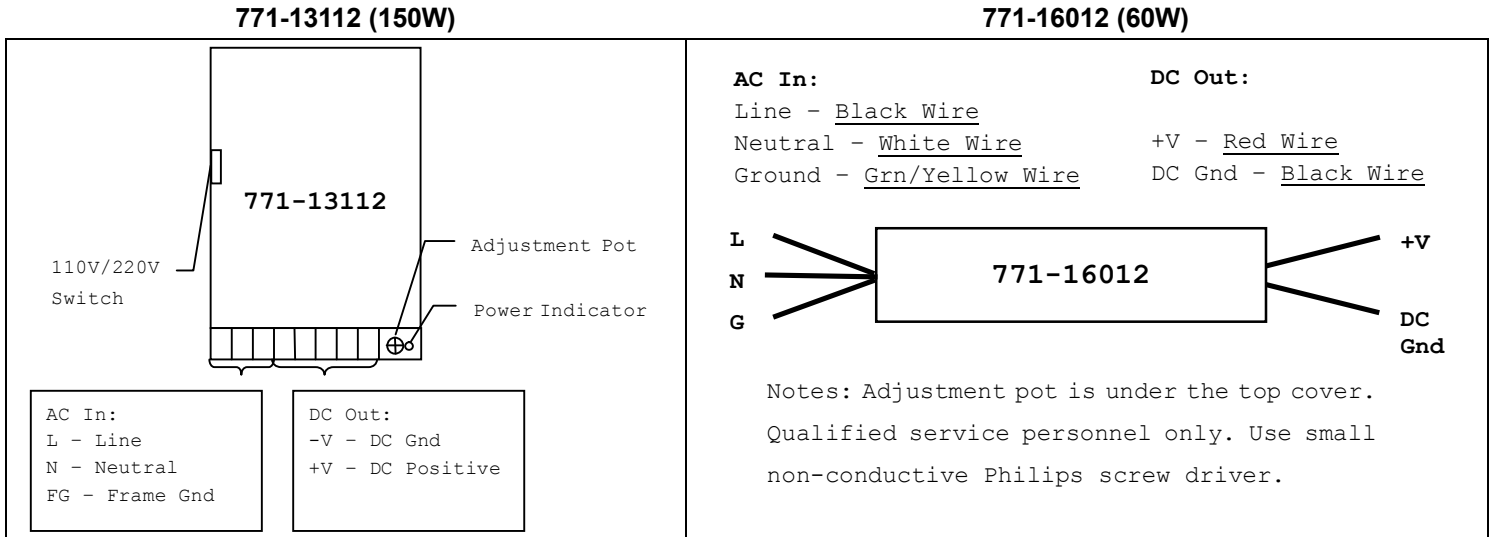 771-13112 (150W)
771-16012 (60W)
771-13112
110V/220V
Switch
Adjustment Pot
Power Indicator
AC In:
L – Line
N – Neutral
FG – Frame Gnd
DC Out:
-V – DC Gnd
+V – DC Positive
AC In:
Line – Black Wire
Neutral – White Wire
Ground – Grn/Yellow Wire
DC Out:
+V – Red Wire
DC Gnd – Black Wire
L
N
G
771-16012
+V
DC
Gnd
Notes: Adjustment pot is under the top cover.
Qualified service personnel only. Use small
non-conductive Philips screw driver.